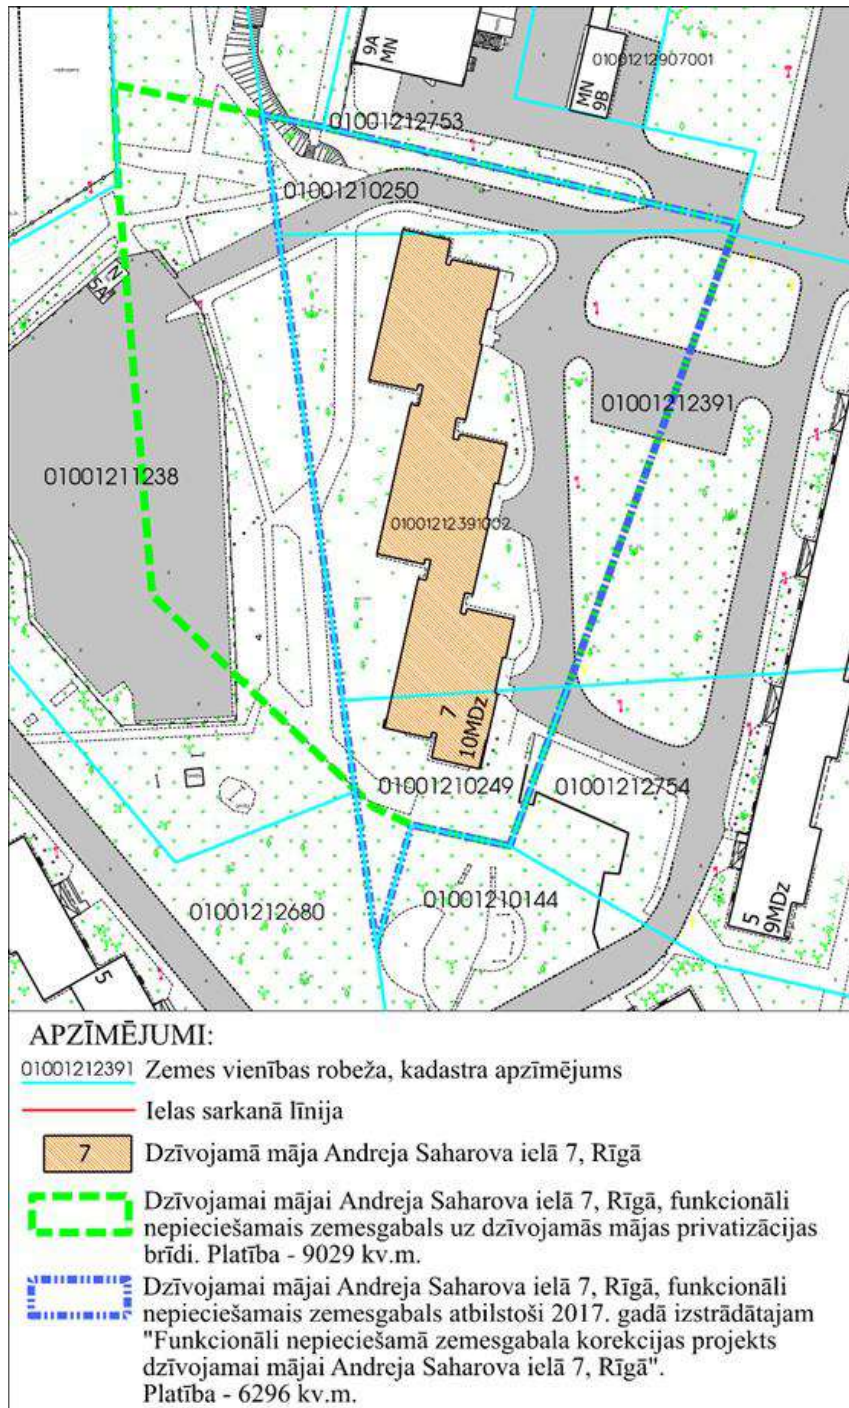 9A
MN
MN
9B
01001212907001
01001212753
01001210250
N
5A
01001212391
01001211238
01001212391002
7
10MDz
01001210249
01001212754
01001212680
01001210144
5
9MDz
5
APZĪMĒJUMI:
01001212391 Zemes vienības robeža, kadastra apzīmējums
Ielas sarkanā līnija
7 Dzīvojamā māja Andreja Saharova ielā 7, Rīgā
Dzīvojamai mājai Andreja Saharova ielā 7, Rīgā, funkcionāli
nepieciešamais zemesgabals uz dzīvojamās mājas privatizācijas
brīdi. Platība - 9029 kv.m.
Dzīvojamai mājai Andreja Saharova ielā 7, Rīgā, funkcionāli
nepieciešamais zemesgabals atbilstoši 2017. gadā izstrādātajam
"Funkcionāli nepieciešamā zemesgabala korekcijas projekts
dzīvojamai mājai Andreja Saharova ielā 7, Rīgā".
Platība - 6296 kv.m.